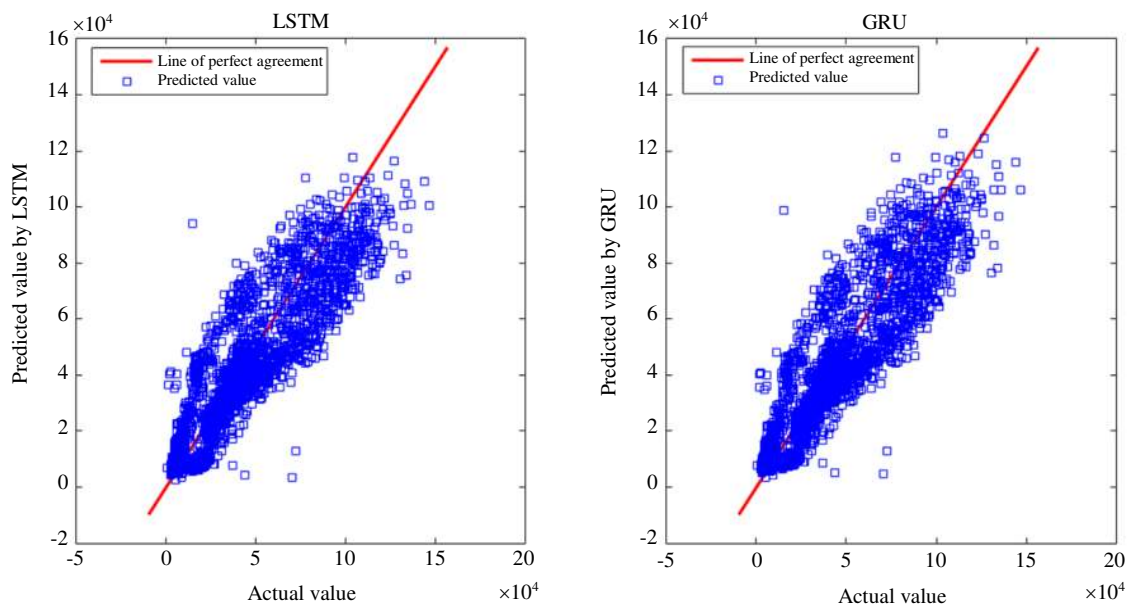 LSTM
×10⁴
16
14
12
10
8
6
4
2
0
-2
Line of perfect agreement
Predicted value
Predicted value by LSTM
-5 0 5 10 15 20
Actual value ×10⁴
GRU
×10⁴
16
14
12
10
8
6
4
2
0
-2
Line of perfect agreement
Predicted value
Predicted value by GRU
-5 0 5 10 15 20
Actual value ×10⁴